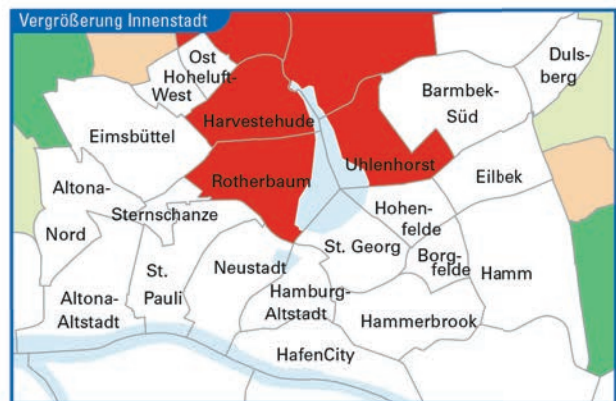 Vergrößerung Innenstadt
Ost
Hoheluft-
West
Duls-
berg
Barmbek-
Süd
Harvestehude
Eimsbüttel
Uhlenhorst
Rotherbaum
Eilbek
Altona-
Nord
Sternschanze
Hohen-
felde
St. Georg
Borg-
felde
Hamm
Neustadt
St.
Pauli
Altona-
Altstadt
Hamburg-
Altstadt
Hammerbrook
HafenCity